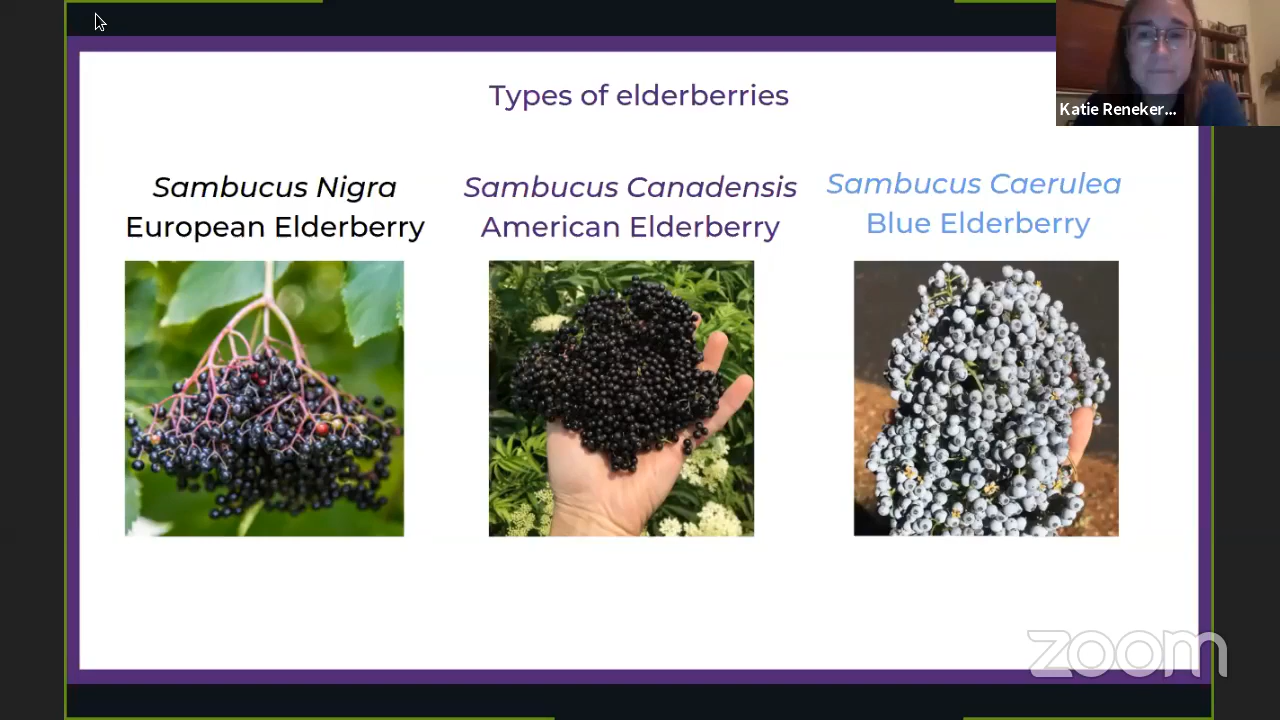 Types of elderberries
Sambucus Nigra
European Elderberry
Sambucus Canadensis
American Elderberry
Sambucus Caerulea
Blue Elderberry
Katie Reneker...
zoom